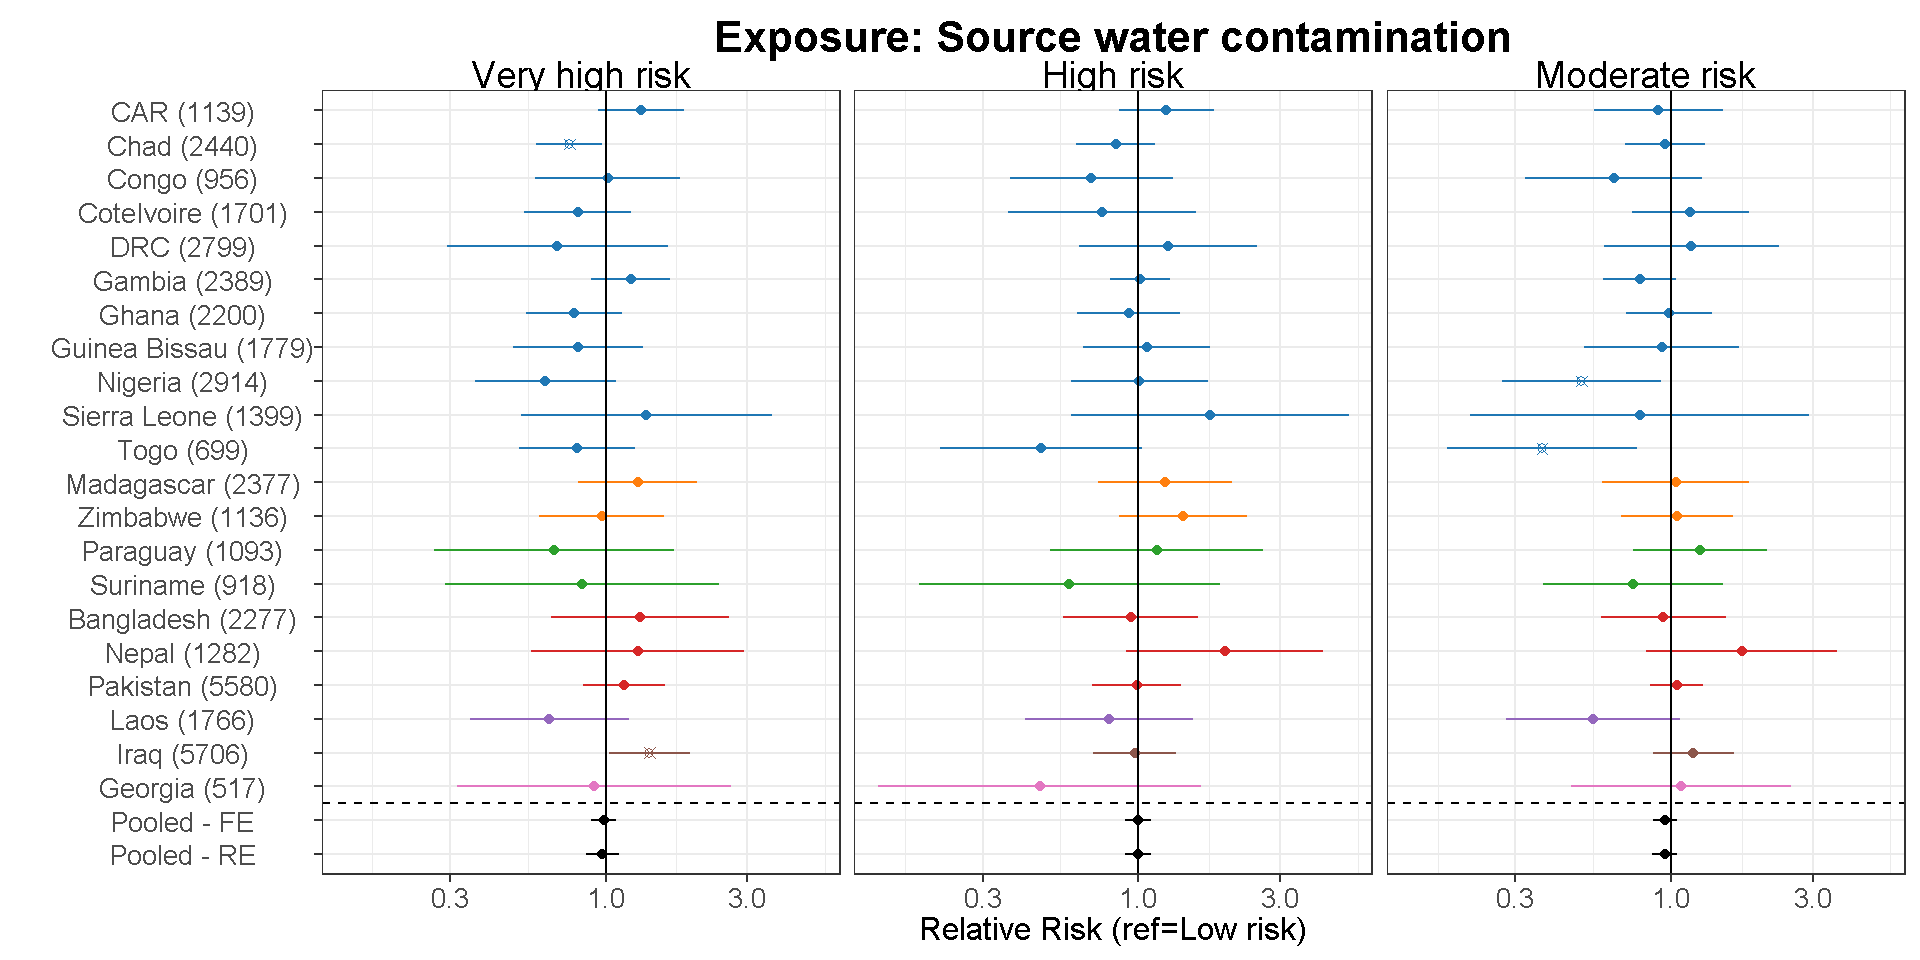 Exposure: Source water contamination
Very high risk
High risk
Moderate risk
CAR (1139)
Chad (2440)
Congo (956)
CoteIvoire (1701)
DRC (2799)
Gambia (2389)
Ghana (2200)
Guinea Bissau (1779)
Nigeria (2914)
Sierra Leone (1399)
Togo (699)
Madagascar (2377)
Zimbabwe (1136)
Paraguay (1093)
Suriname (918)
Bangladesh (2277)
Nepal (1282)
Pakistan (5580)
Laos (1766)
Iraq (5706)
Georgia (517)
Pooled - FE
Pooled - RE
0.3 1.0 3.0 0.3 1.0 3.0 0.3 1.0 3.0
Relative Risk (ref=Low risk)